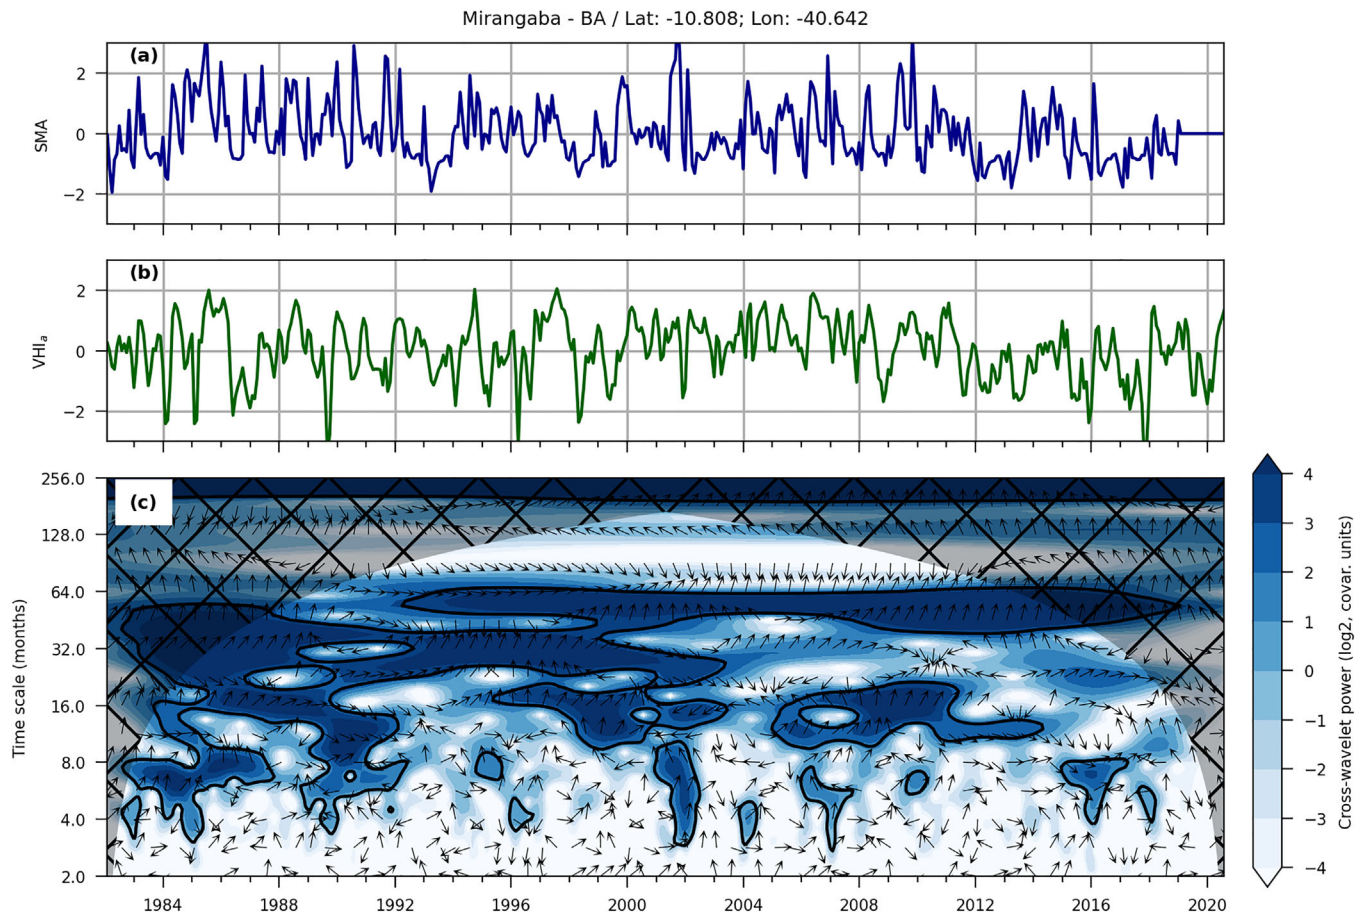 Mirangaba - BA / Lat: -10.808; Lon: -40.642
(a)
SMA
2
0
−2
(b)
VHIₐ
2
0
−2
(c)
Time scale (months)
256.0
128.0
64.0
32.0
16.0
8.0
4.0
2.0
1984 1988 1992 1996 2000 2004 2008 2012 2016 2020
4
3
2
1
0
−1
−2
−3
−4
Cross-wavelet power (log2, covar. units)